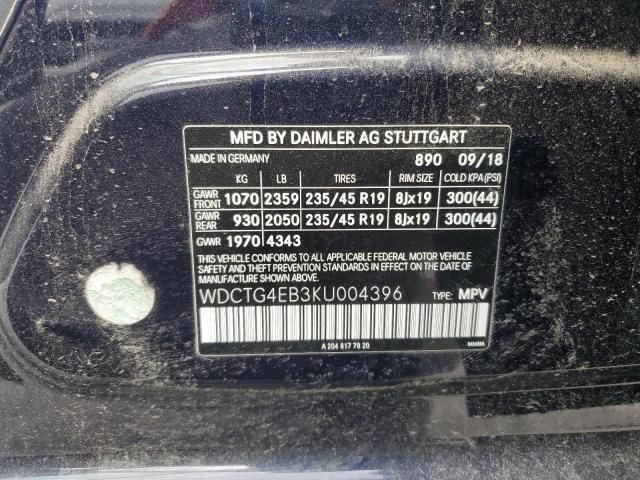 MFD BY DAIMLER AG STUTTGART
MADE IN GERMANY 890 09/18
KG LB TIRES RIM SIZE COLD KPA(PSI)
GAWR FRONT 1070 2359 235/45 R19 8Jx19 300(44)
GAWR REAR 930 2050 235/45 R19 8Jx19 300(44)
GVWR 1970 4343
THIS VEHICLE CONFORMS TO ALL APPLICABLE FEDERAL MOTOR VEHICLE
SAFETY, BUMPER, AND THEFT PREVENTION STANDARDS IN EFFECT ON THE DATE OF
MANUFACTURE SHOWN ABOVE.
WDCTG4EB3KU004396 TYPE: MPV
A 204 817 78 20